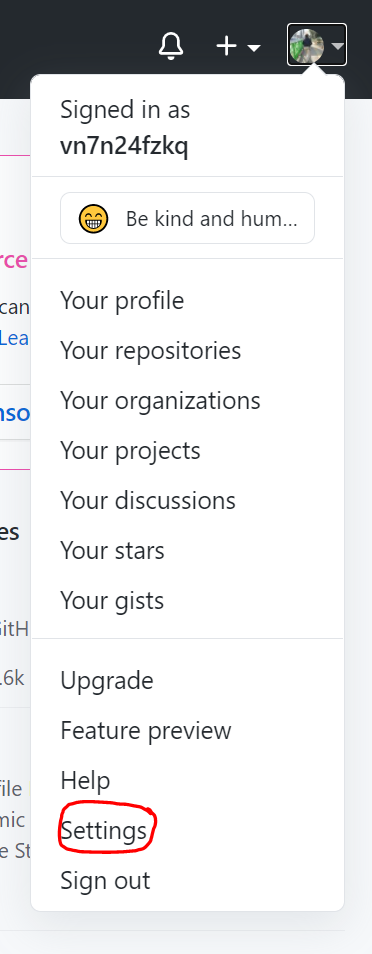 Signed in as
vn7n24fzkq
😁 Be kind and hum...
rce
can
Your profile
Lea
Your repositories
Your organizations
nso
Your projects
Your discussions
es
Your stars
Your gists
itH
.6k
Upgrade
Feature preview
file
Help
mic
Settings
e St
Sign out